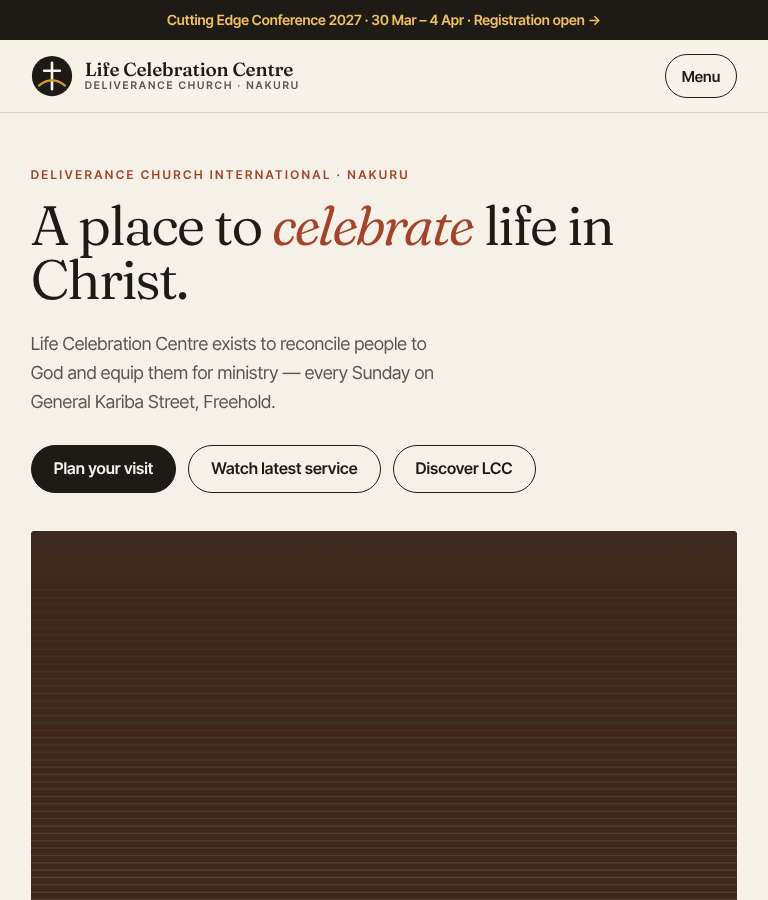 Cutting Edge Conference 2027 · 30 Mar – 4 Apr · Registration open →
Life Celebration Centre
DELIVERANCE CHURCH · NAKURU
Menu
DELIVERANCE CHURCH INTERNATIONAL · NAKURU
A place to celebrate life in
Christ.
Life Celebration Centre exists to reconcile people to
God and equip them for ministry — every Sunday on
General Kariba Street, Freehold.
Plan your visit
Watch latest service
Discover LCC